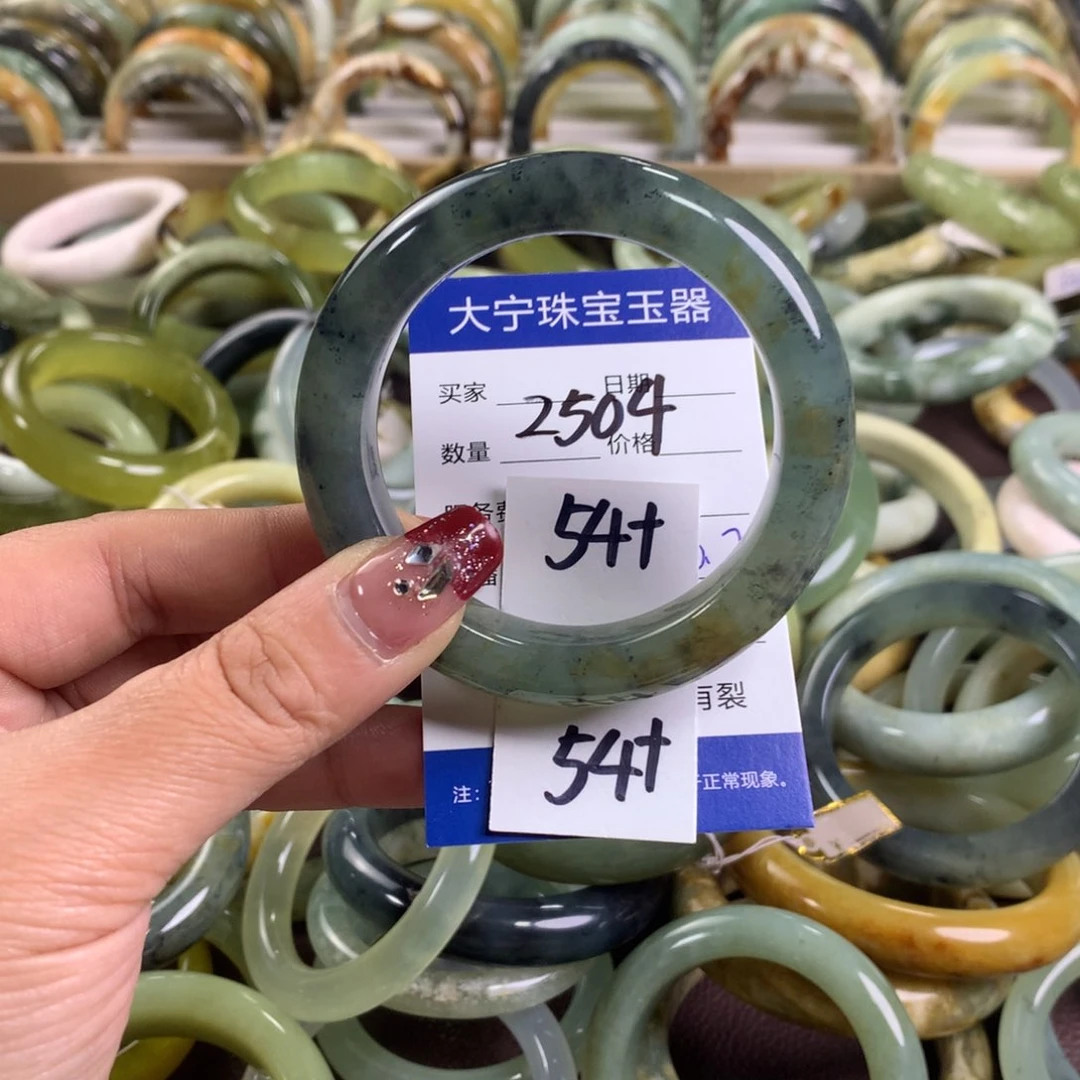 大宁珠宝玉器
买家 日期
2504
数量 价格
54+
有裂
54+
注: 正常现象。